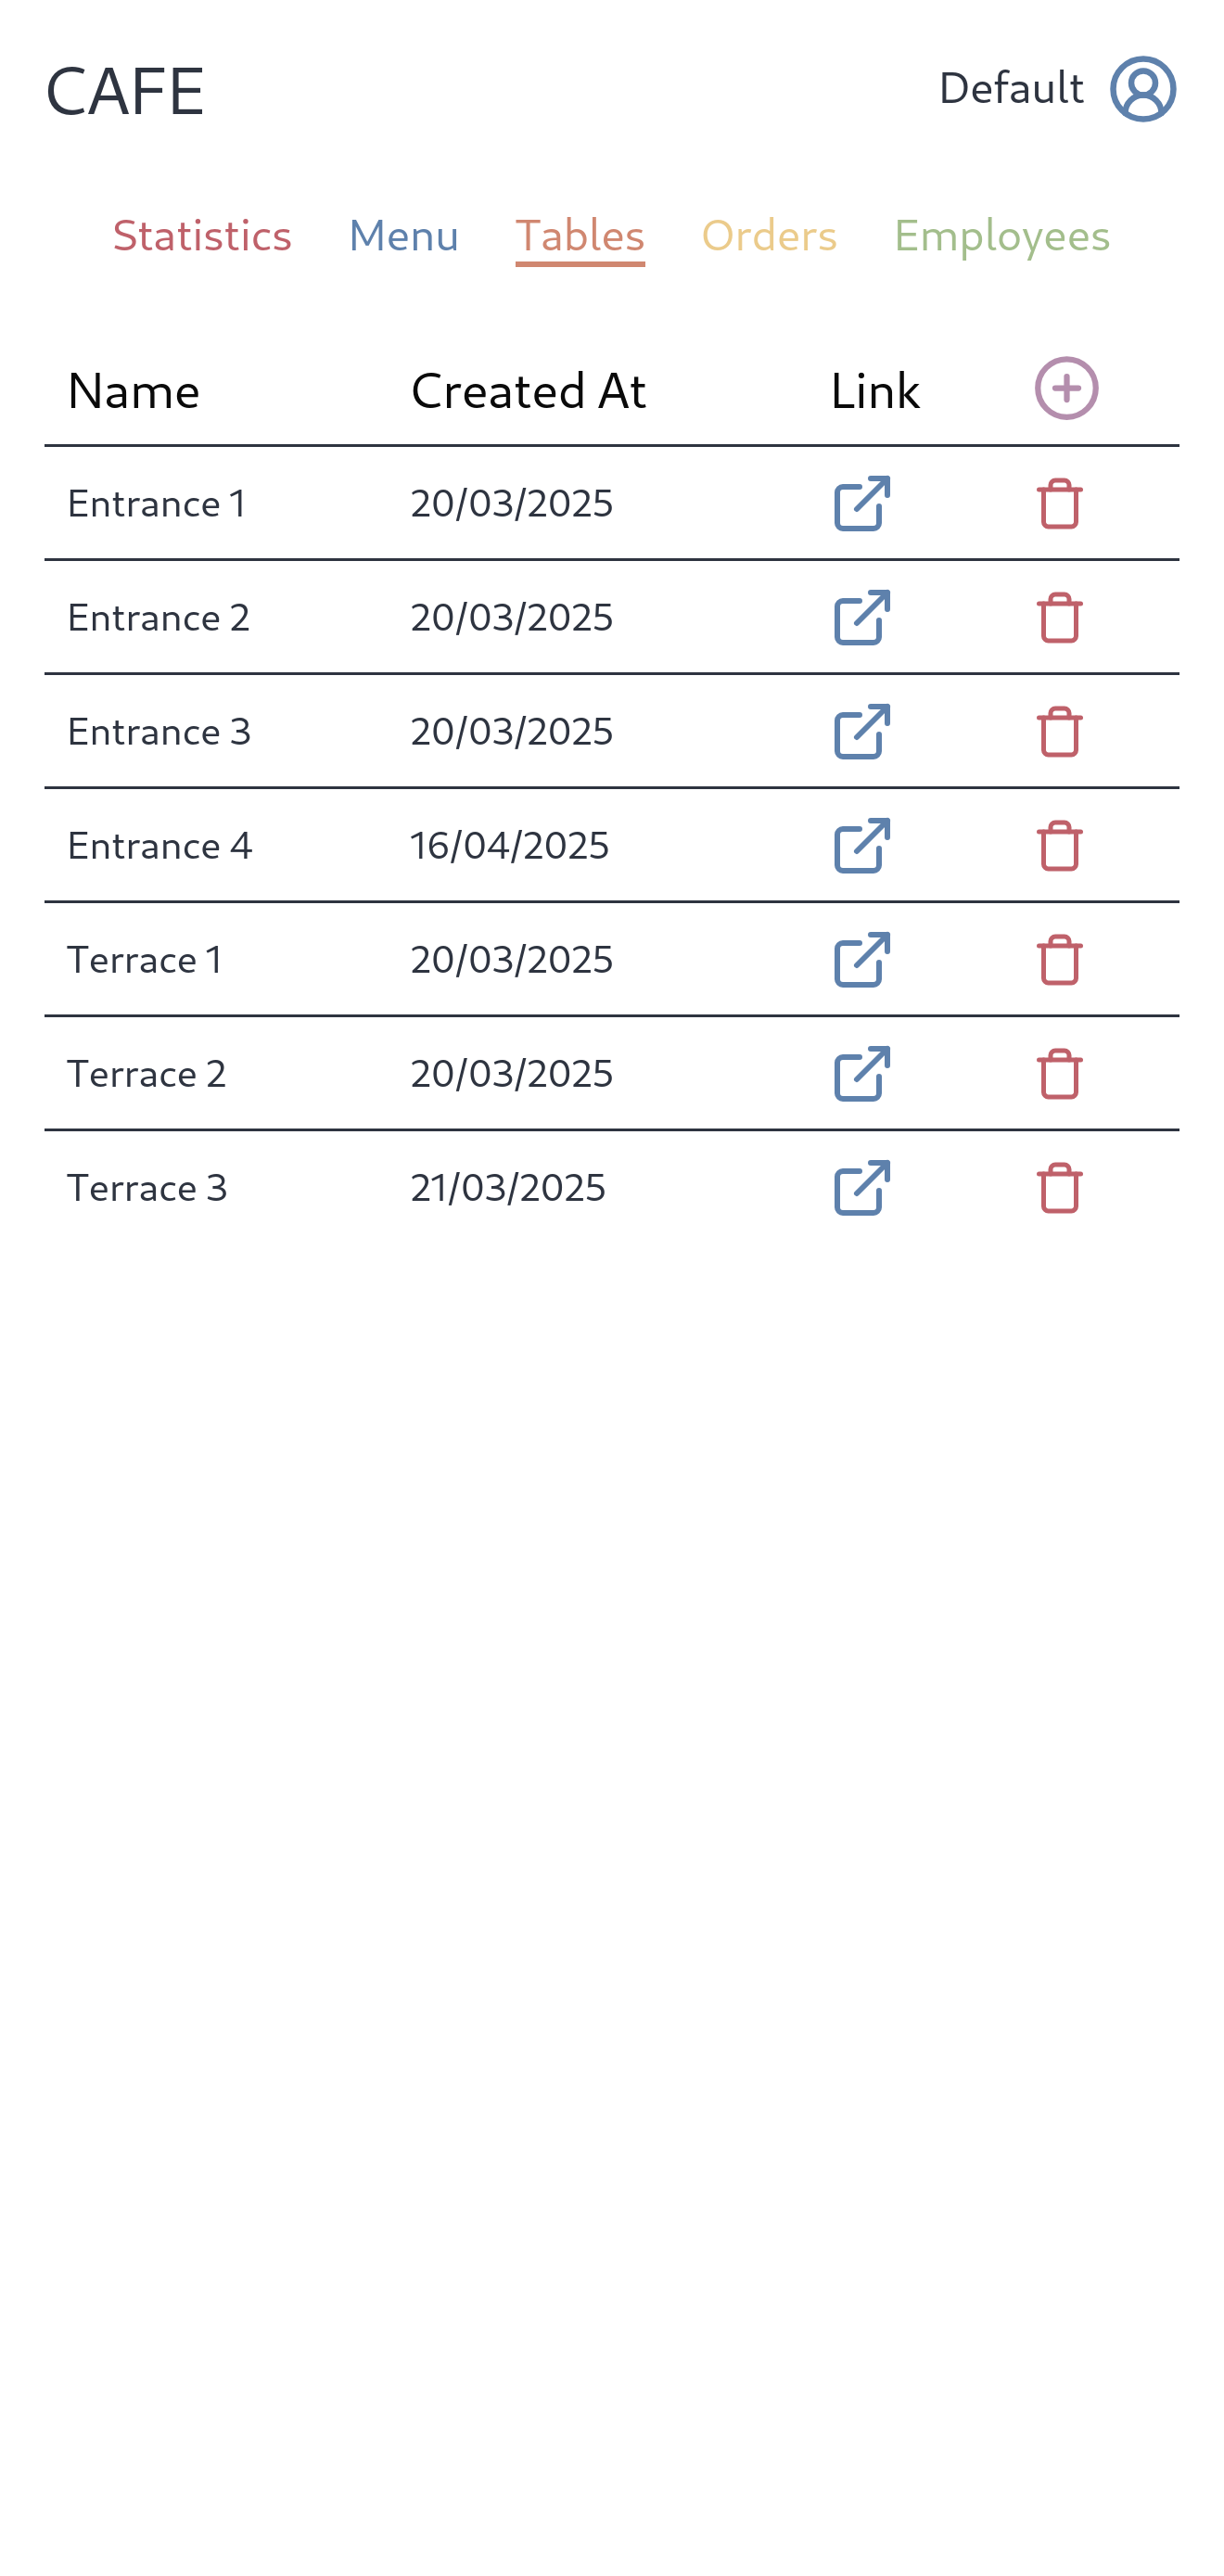 CAFE Default
Statistics Menu Tables Orders Employees
Name Created At Link
Entrance 1 20/03/2025
Entrance 2 20/03/2025
Entrance 3 20/03/2025
Entrance 4 16/04/2025
Terrace 1 20/03/2025
Terrace 2 20/03/2025
Terrace 3 21/03/2025